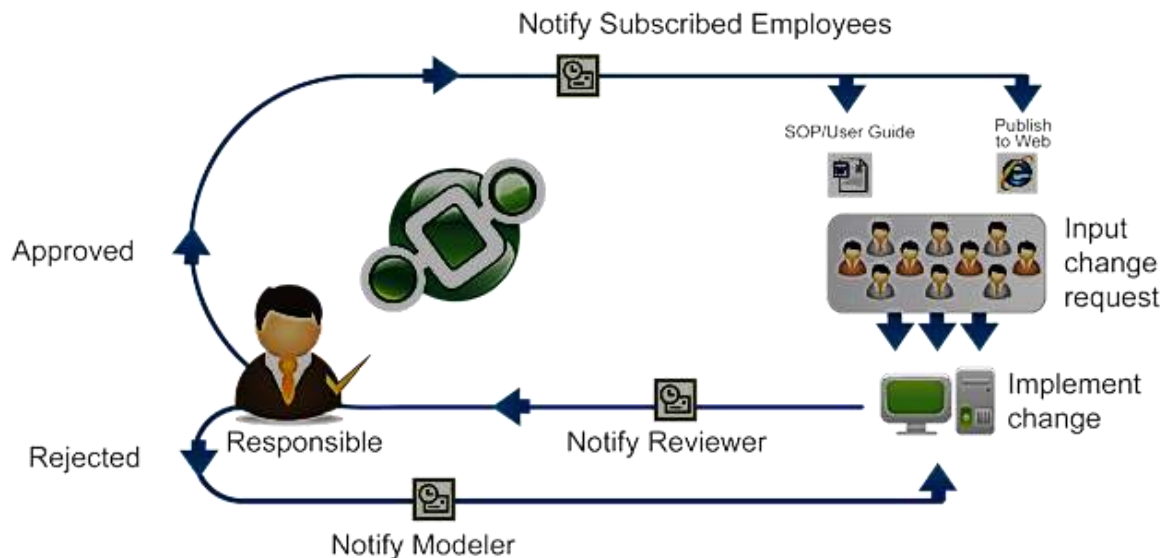 Notify Subscribed Employees
SOP/User Guide
Publish
to Web
Approved
Input
change
request
Implement
change
Responsible
Notify Reviewer
Rejected
Notify Modeler